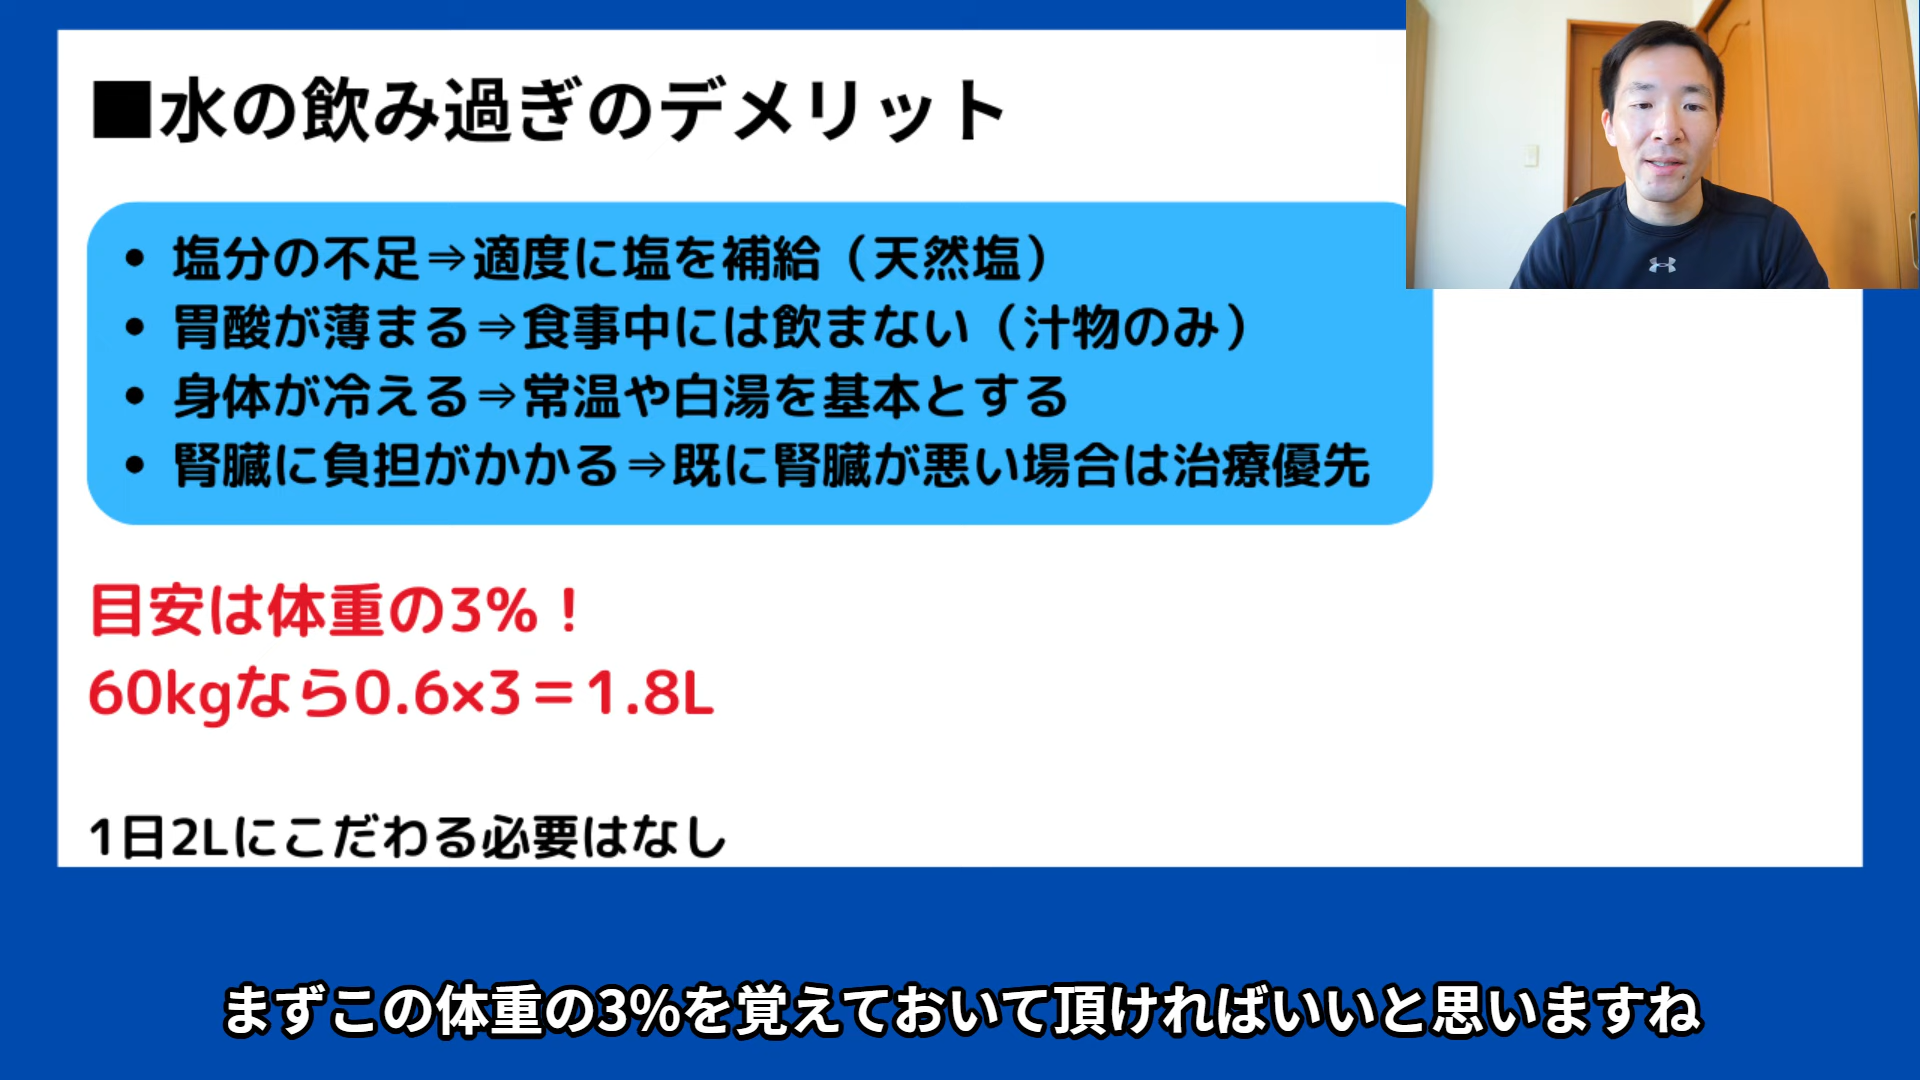 ■水の飲み過ぎのデメリット
• 塩分の不足⇒適度に塩を補給（天然塩）
• 胃酸が薄まる⇒食事中には飲まない（汁物のみ）
• 身体が冷える⇒常温や白湯を基本とする
• 腎臓に負担がかかる⇒既に腎臓が悪い場合は治療優先
目安は体重の3%！
60kgなら0.6×3＝1.8L
1日2Lにこだわる必要はなし
まずこの体重の3%を覚えておいて頂ければいいと思いますね